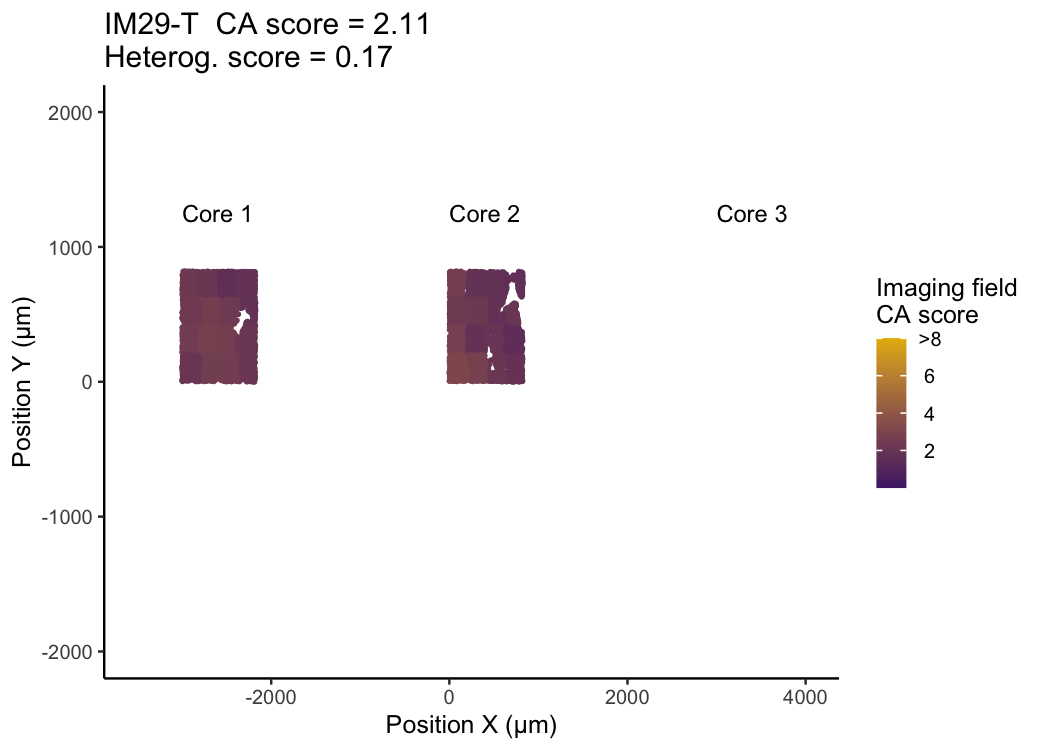 IM29-T  CA score = 2.11
Heterog. score = 0.17
Position Y (µm)
2000
1000
0
-1000
-2000
Core 1
Core 2
Core 3
-2000
0
2000
4000
Position X (µm)
Imaging field
CA score
>8
6
4
2